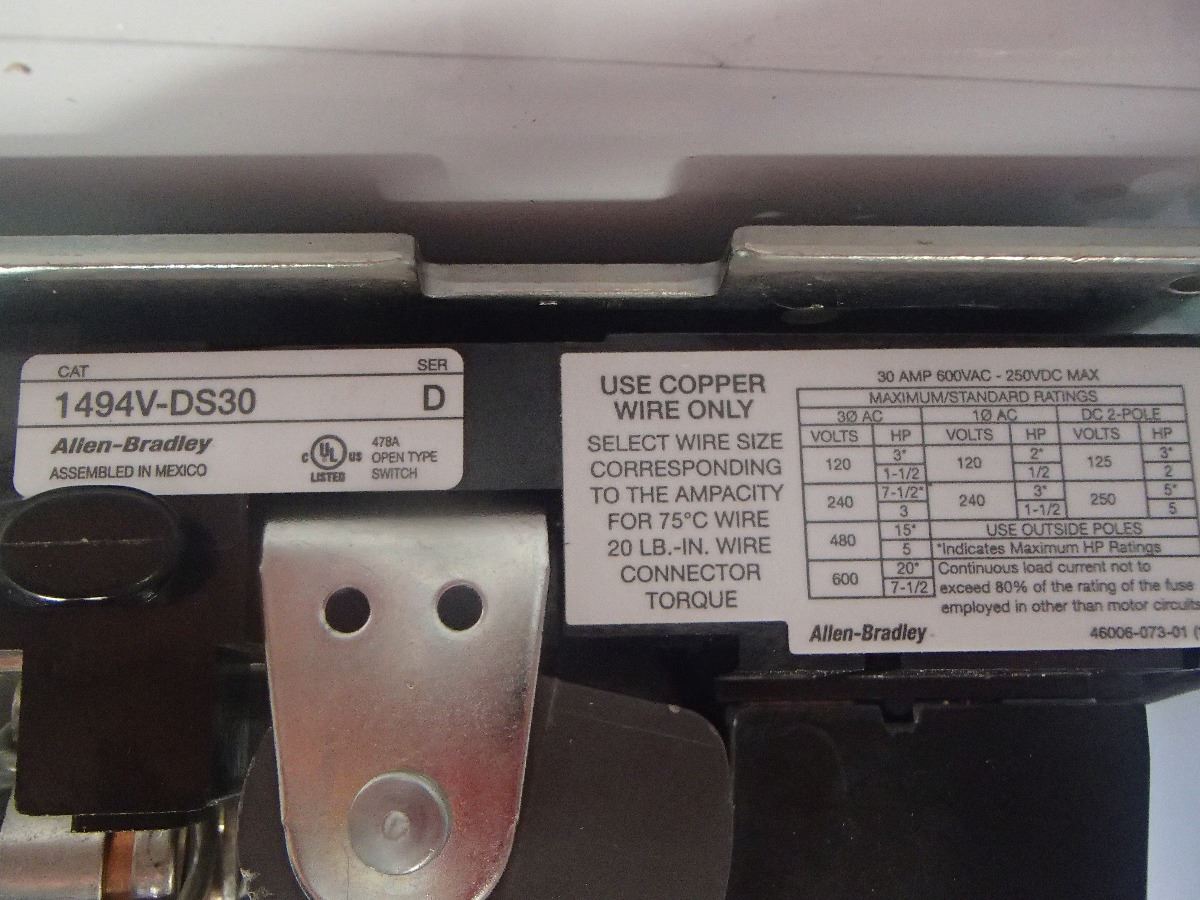 CAT SER
1494V-DS30 D
Allen-Bradley
ASSEMBLED IN MEXICO
c UL us
LISTED
478A
OPEN TYPE
SWITCH
USE COPPER
WIRE ONLY
SELECT WIRE SIZE
CORRESPONDING
TO THE AMPACITY
FOR 75°C WIRE
20 LB.-IN. WIRE
CONNECTOR
TORQUE
30 AMP 600VAC - 250VDC MAX
MAXIMUM/STANDARD RATINGS
3Ø AC 1Ø AC DC 2-POLE
VOLTS HP VOLTS HP VOLTS HP
120 3* 120 2* 125 3*
1-1/2 1/2 2
240 7-1/2* 240 3* 250 5*
3 1-1/2 5
480 15* USE OUTSIDE POLES
5 *Indicates Maximum HP Ratings
600 20* Continuous load current not to
7-1/2 exceed 80% of the rating of the fuse
employed in other than motor circuits
Allen-Bradley 46006-073-01 (